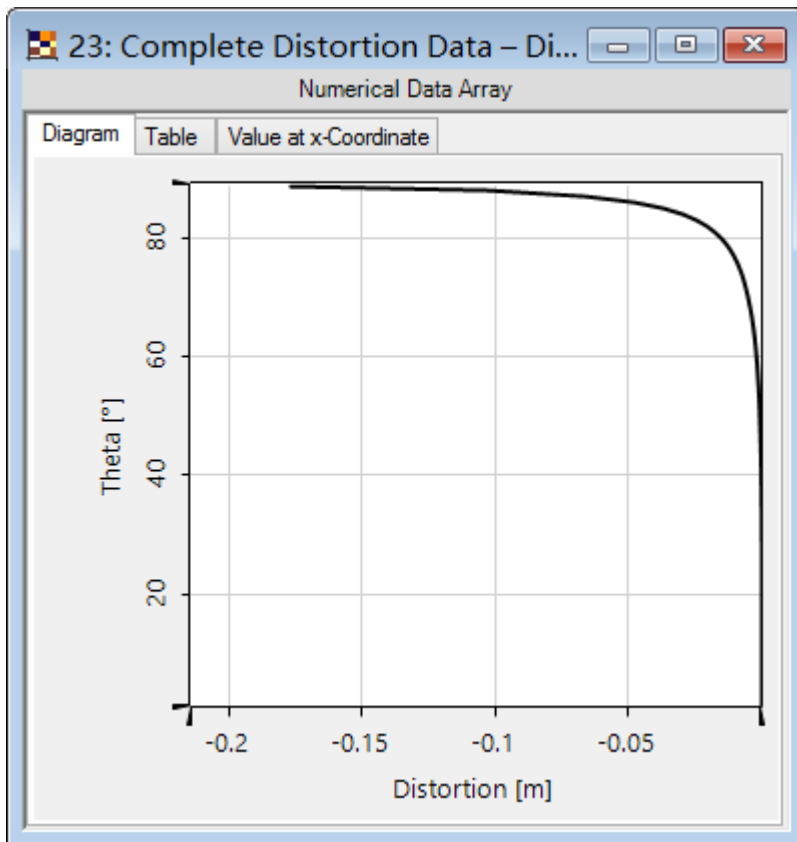 23: Complete Distortion Data – Di...
Numerical Data Array
Diagram
Table
Value at x-Coordinate
80
60
40
20
Theta [°]
-0.2
-0.15
-0.1
-0.05
Distortion [m]